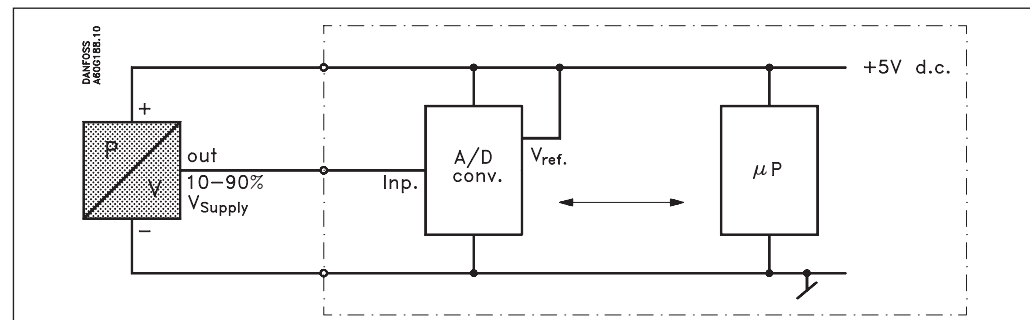 DANFOSS
A60G188.10
+5V d.c.
+
P
V
out
10–90%
VSupply
–
Inp.
A/D
conv.
Vref.
µP